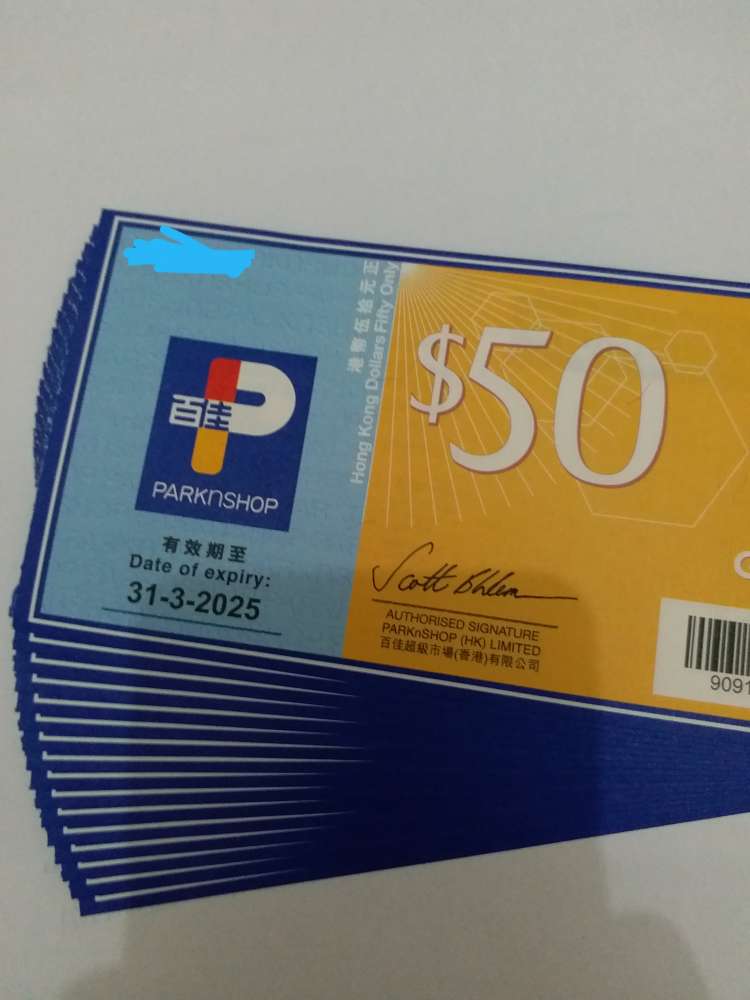 港幣伍拾元正
Hong Kong Dollars Fifty Only
$50
百佳
PARKnSHOP
有效期至
Date of expiry:
31-3-2025
AUTHORISED SIGNATURE
PARKnSHOP (HK) LIMITED
百佳超級市場(香港)有限公司
9091